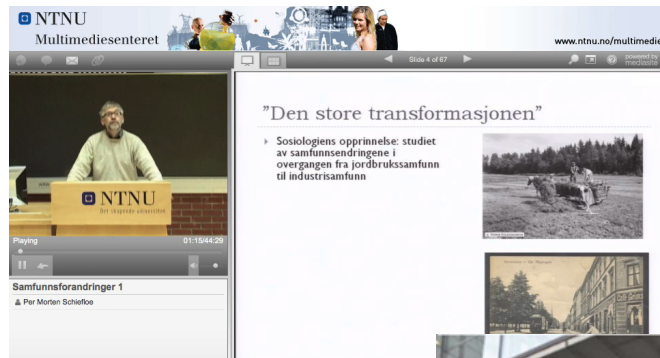 NTNU
Multimediesenteret
www.ntnu.no/multimedie
Slide 4 of 67
powered by
mediasite
"Den store transformasjonen"
Sosiologiens opprinnelse: studiet
av samfunnsendringene i
overgangen fra jordbrukssamfunn
til industrisamfunn
NTNU
Det skapende universitet
Playing
01:15/44:29
Samfunnsforandringer 1
Per Morten Schiefloe